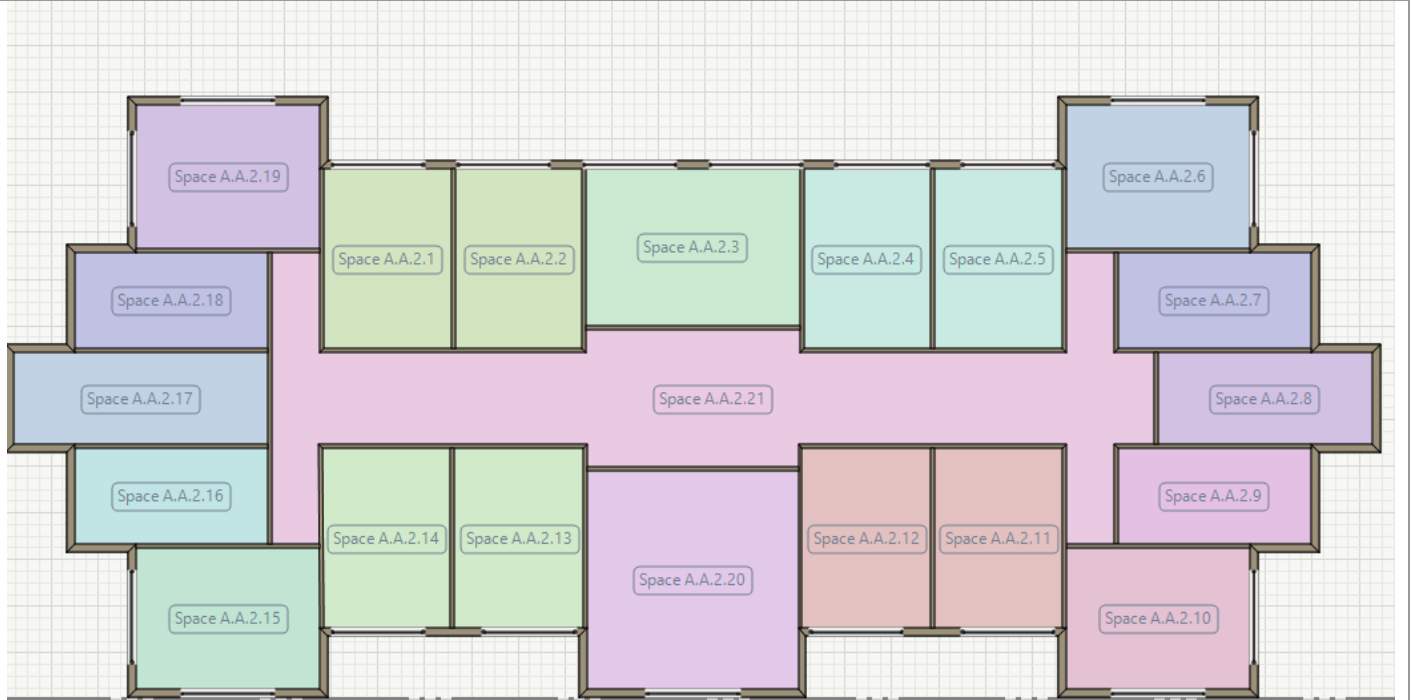 Space A.A.2.19
Space A.A.2.6
Space A.A.2.1
Space A.A.2.2
Space A.A.2.3
Space A.A.2.4
Space A.A.2.5
Space A.A.2.18
Space A.A.2.7
Space A.A.2.17
Space A.A.2.21
Space A.A.2.8
Space A.A.2.16
Space A.A.2.9
Space A.A.2.14
Space A.A.2.13
Space A.A.2.12
Space A.A.2.11
Space A.A.2.20
Space A.A.2.15
Space A.A.2.10